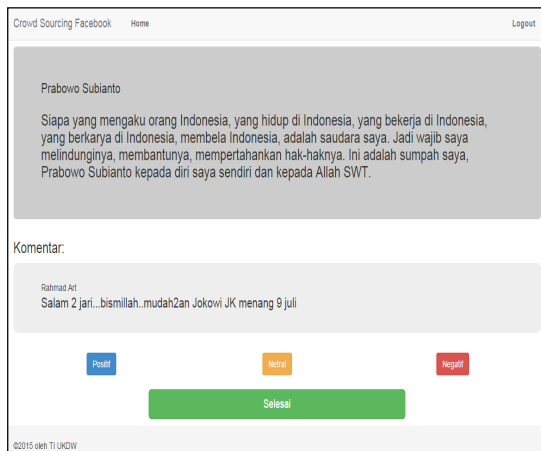 Crowd Sourcing Facebook Home Logout
Prabowo Subianto
Siapa yang mengaku orang Indonesia, yang hidup di Indonesia, yang bekerja di Indonesia,
yang berkarya di Indonesia, membela Indonesia, adalah saudara saya. Jadi wajib saya
melindunginya, membantunya, mempertahankan hak-haknya. Ini adalah sumpah saya,
Prabowo Subianto kepada diri saya sendiri dan kepada Allah SWT.
Komentar:
Rahmad Art
Salam 2 jari...bismillah..mudah2an Jokowi JK menang 9 juli
Positif Netral Negatif
Selesai
©2015 oleh TI UKDW